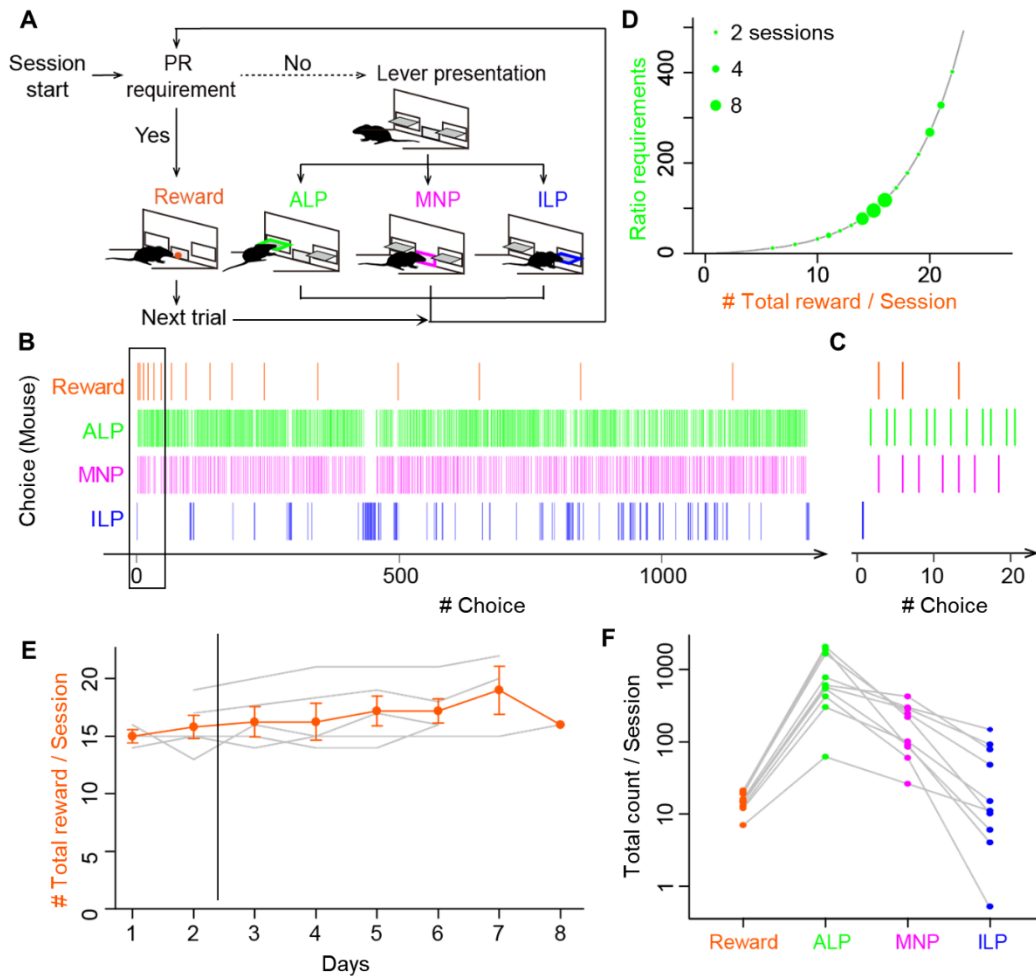 A
Session start
PR requirement
No
Lever presentation
Yes
Reward
ALP
MNP
ILP
Next trial
D
2 sessions
4
8
Ratio requirements
0
200
400
0
10
20
# Total reward / Session
B
Choice (Mouse)
Reward
ALP
MNP
ILP
0
500
1000
# Choice
C
0
10
20
# Choice
E
# Total reward / Session
20
15
10
5
0
1
2
3
4
5
6
7
8
Days
F
Total count / Session
1000
100
10
1
Reward
ALP
MNP
ILP